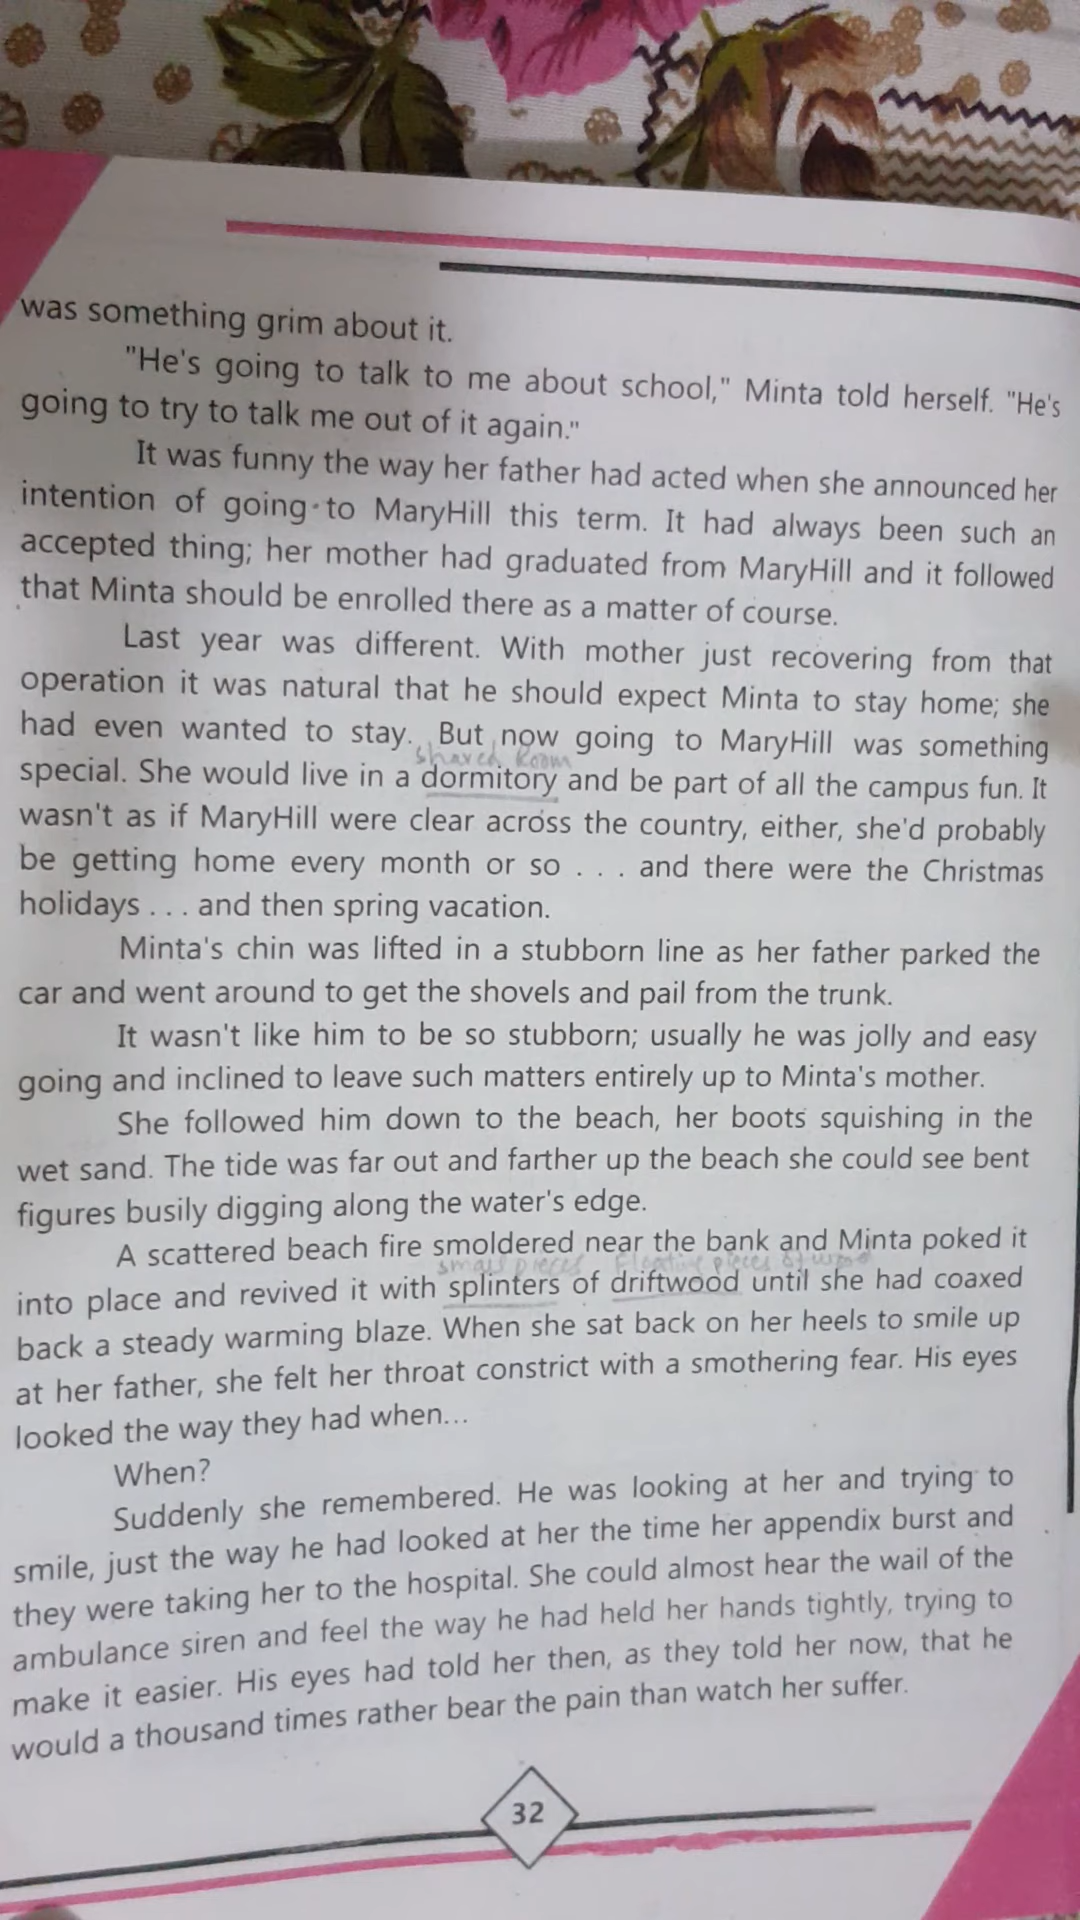 was something grim about it.
"He's going to talk to me about school," Minta told herself. "He's
going to try to talk me out of it again."
It was funny the way her father had acted when she announced her
intention of going to MaryHill this term. It had always been such an
accepted thing; her mother had graduated from MaryHill and it followed
that Minta should be enrolled there as a matter of course.
Last year was different. With mother just recovering from that
operation it was natural that he should expect Minta to stay home; she
had even wanted to stay. But now going to MaryHill was something
shared Room
special. She would live in a dormitory and be part of all the campus fun. It
wasn't as if MaryHill were clear across the country, either, she'd probably
be getting home every month or so . . . and there were the Christmas
holidays . . . and then spring vacation.
Minta's chin was lifted in a stubborn line as her father parked the
car and went around to get the shovels and pail from the trunk.
It wasn't like him to be so stubborn; usually he was jolly and easy
going and inclined to leave such matters entirely up to Minta's mother.
She followed him down to the beach, her boots squishing in the
wet sand. The tide was far out and farther up the beach she could see bent
figures busily digging along the water's edge.
A scattered beach fire smoldered near the bank and Minta poked it
small pieces Floating pieces of wood
into place and revived it with splinters of driftwood until she had coaxed
back a steady warming blaze. When she sat back on her heels to smile up
at her father, she felt her throat constrict with a smothering fear. His eyes
looked the way they had when...
When?
Suddenly she remembered. He was looking at her and trying to
smile, just the way he had looked at her the time her appendix burst and
they were taking her to the hospital. She could almost hear the wail of the
ambulance siren and feel the way he had held her hands tightly, trying to
make it easier. His eyes had told her then, as they told her now, that he
would a thousand times rather bear the pain than watch her suffer.
32